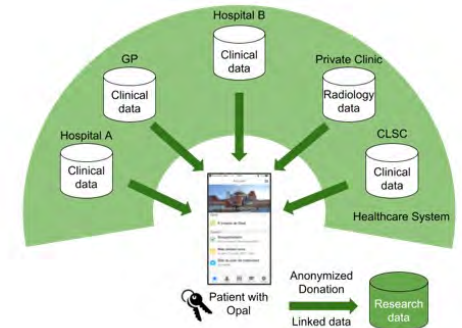 Hospital B
Clinical
data
GP
Clinical
data
Private Clinic
Radiology
data
Hospital A
Clinical
data
CLSC
Clinical
data
Healthcare System
Patient with
Opal
Anonymized
Donation
Linked data
Research
data